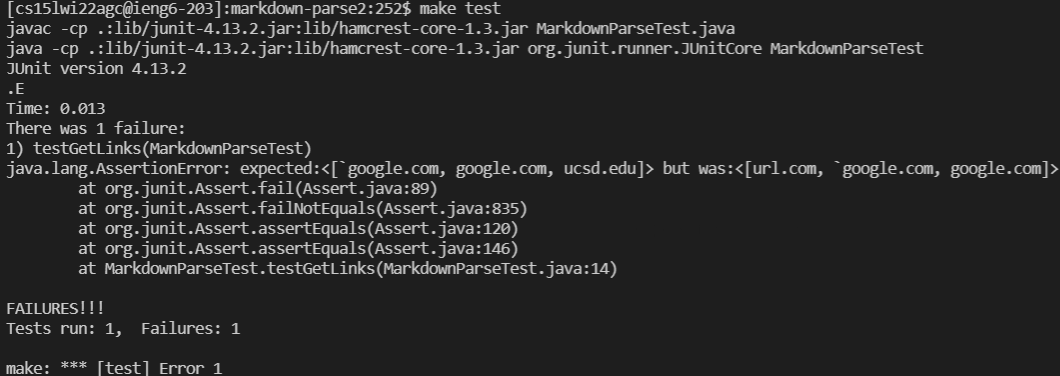 [cs15lwi22agc@ieng6-203]:markdown-parse2:252$ make test
javac -cp .:lib/junit-4.13.2.jar:lib/hamcrest-core-1.3.jar MarkdownParseTest.java
java -cp .:lib/junit-4.13.2.jar:lib/hamcrest-core-1.3.jar org.junit.runner.JUnitCore MarkdownParseTest
JUnit version 4.13.2
.E
Time: 0.013
There was 1 failure:
1) testGetLinks(MarkdownParseTest)
java.lang.AssertionError: expected:<[`google.com, google.com, ucsd.edu]> but was:<[url.com, `google.com, google.com]>
        at org.junit.Assert.fail(Assert.java:89)
        at org.junit.Assert.failNotEquals(Assert.java:835)
        at org.junit.Assert.assertEquals(Assert.java:120)
        at org.junit.Assert.assertEquals(Assert.java:146)
        at MarkdownParseTest.testGetLinks(MarkdownParseTest.java:14)

FAILURES!!!
Tests run: 1,  Failures: 1

make: *** [test] Error 1